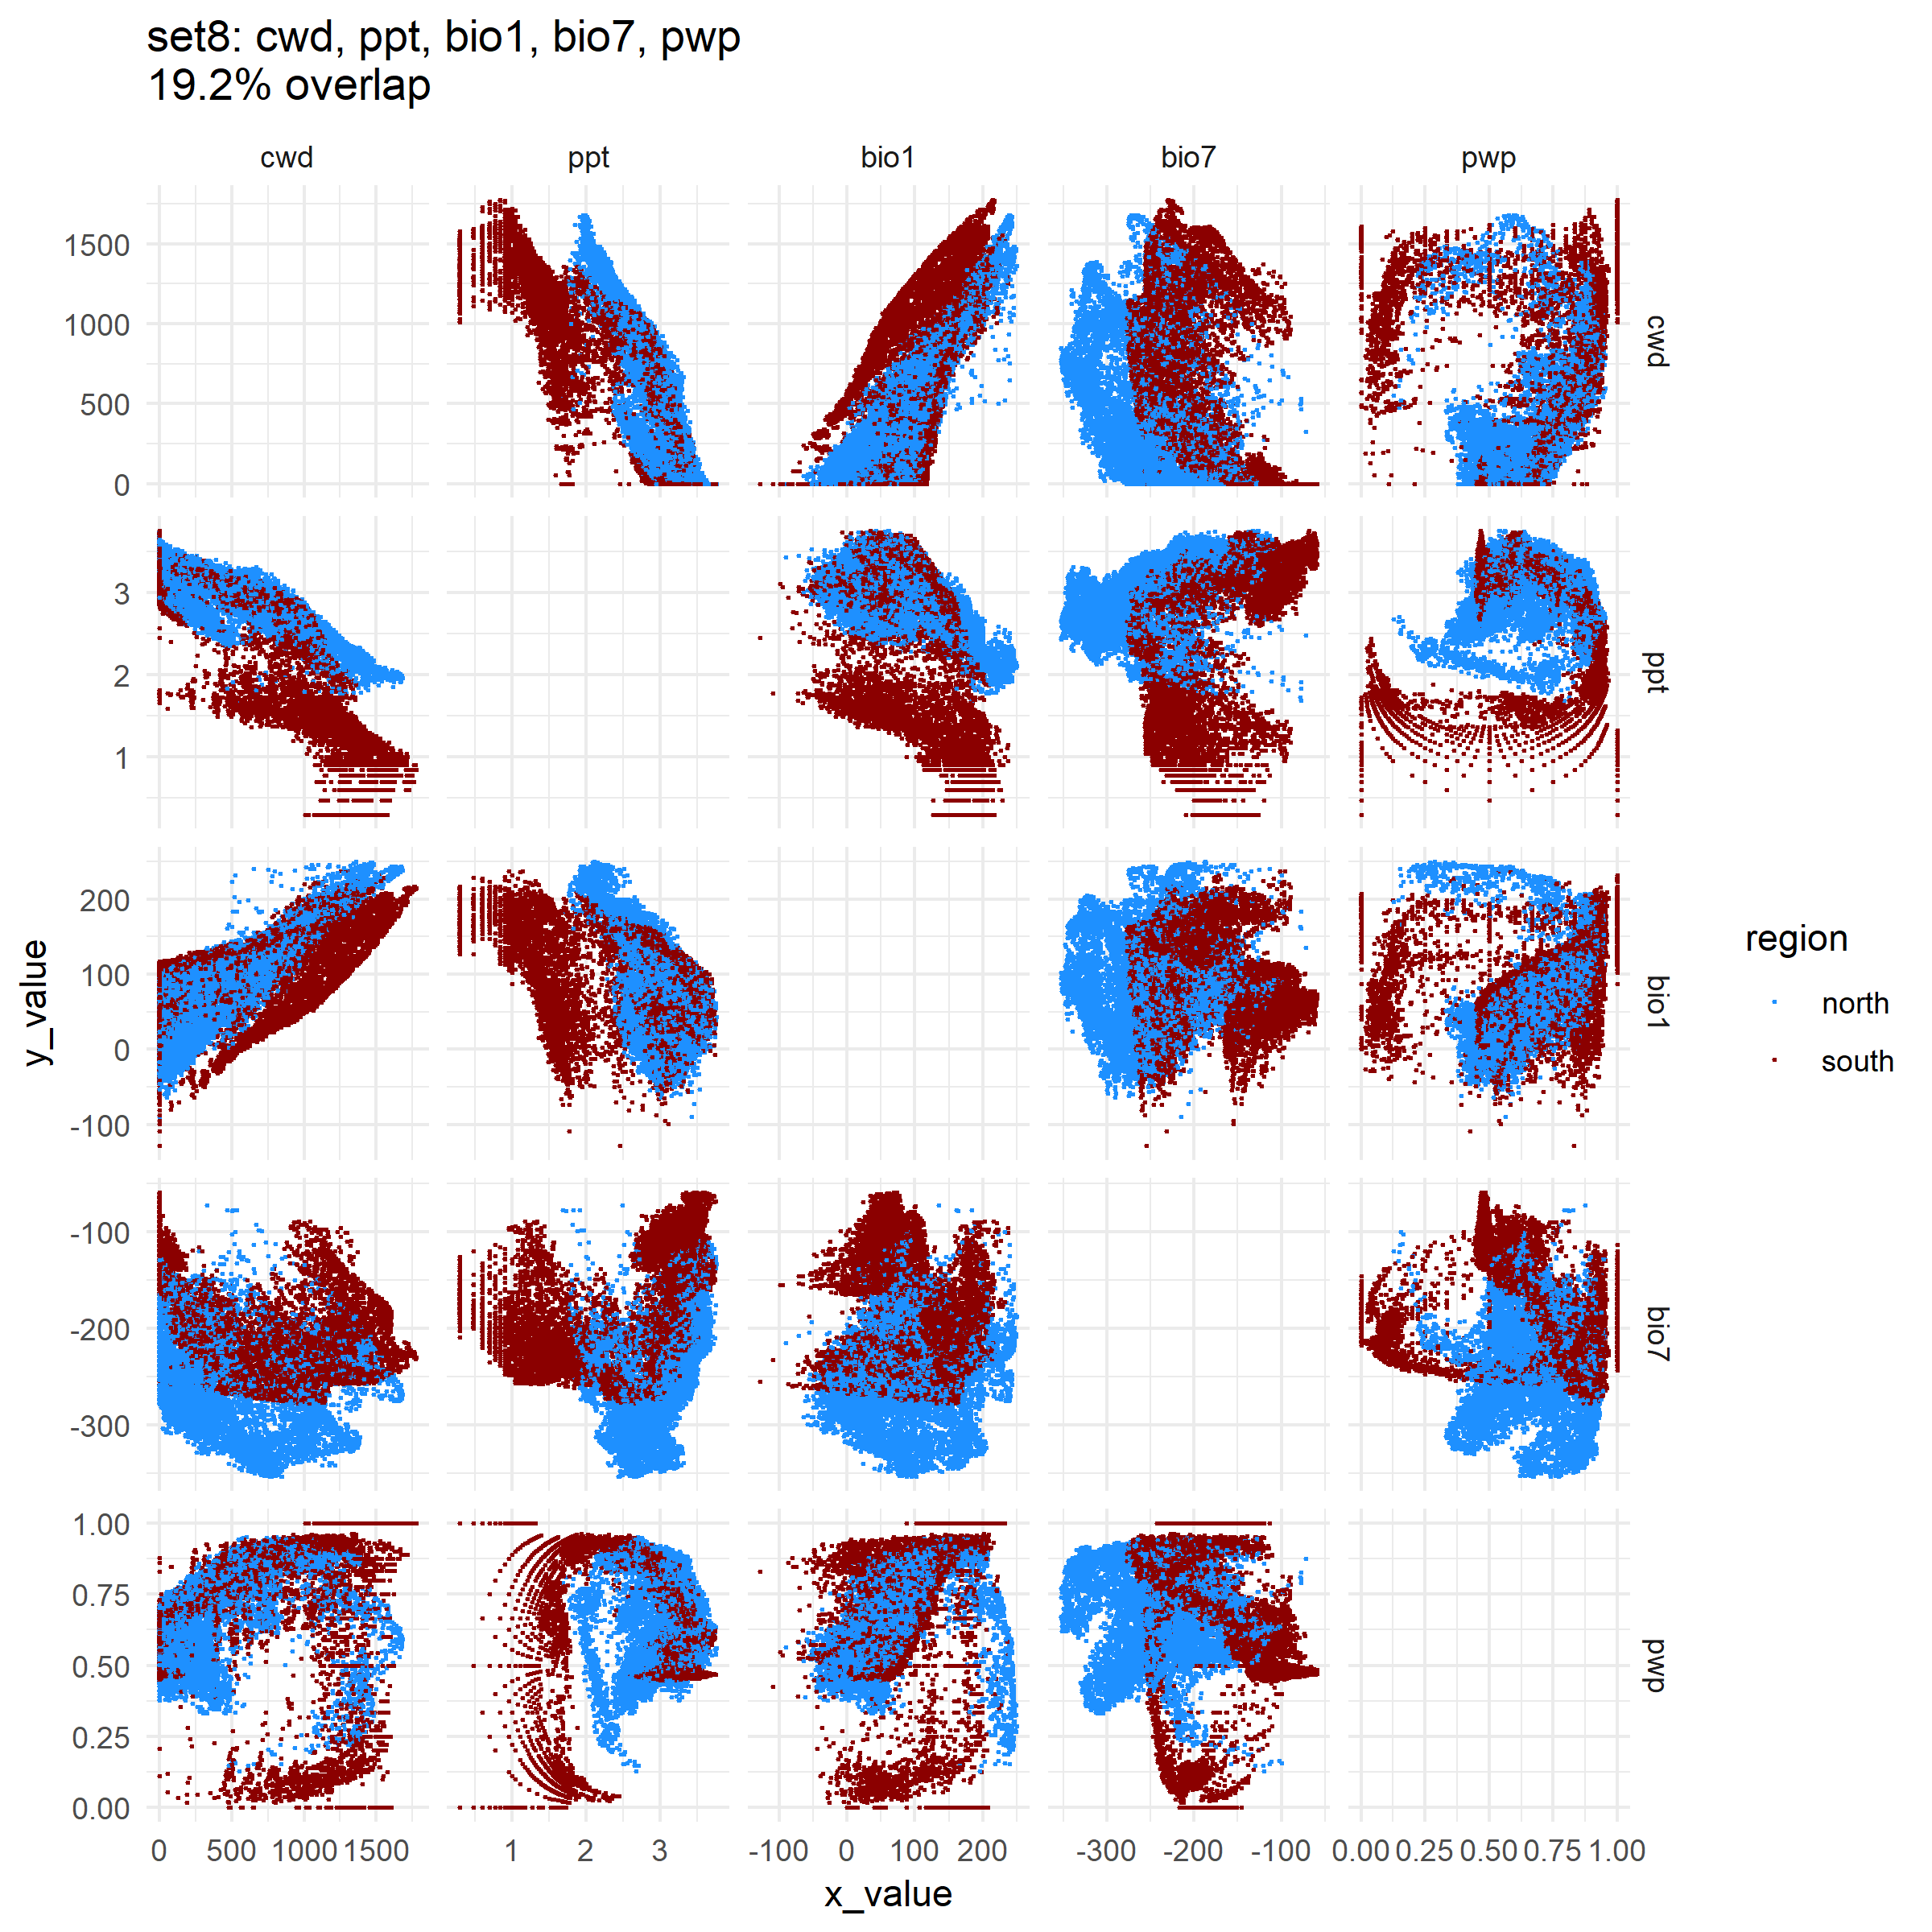 set8: cwd, ppt, bio1, bio7, pwp
19.2% overlap
cwd ppt bio1 bio7 pwp
1500
1000
500
0
cwd
3
2
1
ppt
200
100
0
-100
bio1
-100
-200
-300
bio7
1.00
0.75
0.50
0.25
0.00
pwp
0 500 1000 1500 1 2 3 -100 0 100 200 -300 -200 -100 0.00 0.25 0.50 0.75 1.00
x_value
y_value
region
north
south